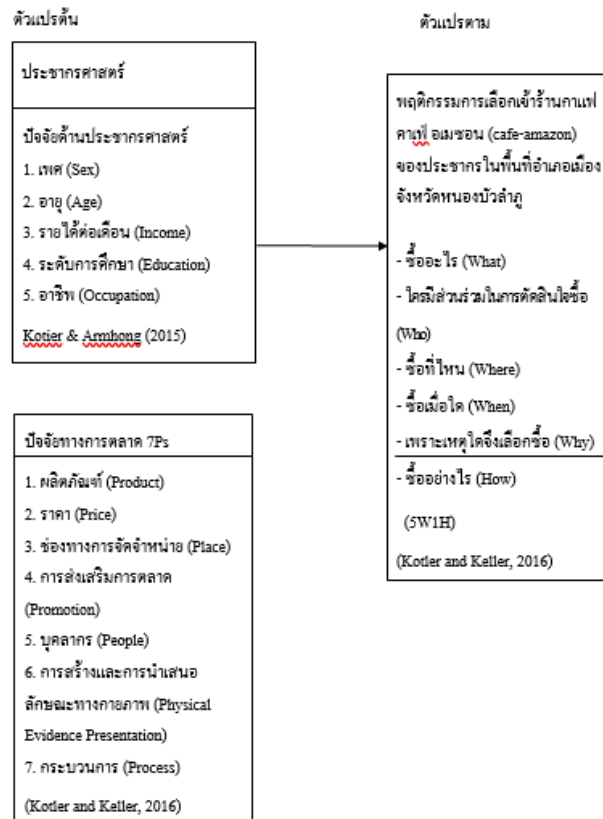 ตัวแปรต้น
ตัวแปรตาม
ประชากรศาสตร์
ปัจจัยด้านประชากรศาสตร์
1. เพศ (Sex)
2. อายุ (Age)
3. รายได้ต่อเดือน (Income)
4. ระดับการศึกษา (Education)
5. อาชีพ (Occupation)
Kotier & Armhong (2015)
พฤติกรรมการเลือกเข้าร้านกาแฟ
คาเฟ่ อเมซอน (cafe-amazon)
ของประชากรในพื้นที่อำเภอเมือง
จังหวัดหนองบัวลำภู
- ซื้ออะไร (What)
- ใครมีส่วนร่วมในการตัดสินใจซื้อ
(Who)
- ซื้อที่ไหน (Where)
- ซื้อเมื่อใด (When)
- เพราะเหตุใดจึงเลือกซื้อ (Why)
- ซื้ออย่างไร (How)
(5W1H)
(Kotler and Keller, 2016)
ปัจจัยทางการตลาด 7Ps
1. ผลิตภัณฑ์ (Product)
2. ราคา (Price)
3. ช่องทางการจัดจำหน่าย (Place)
4. การส่งเสริมการตลาด
(Promotion)
5. บุคลากร (People)
6. การสร้างและการนำเสนอ
ลักษณะทางกายภาพ (Physical
Evidence Presentation)
7. กระบวนการ (Process)
(Kotler and Keller, 2016)